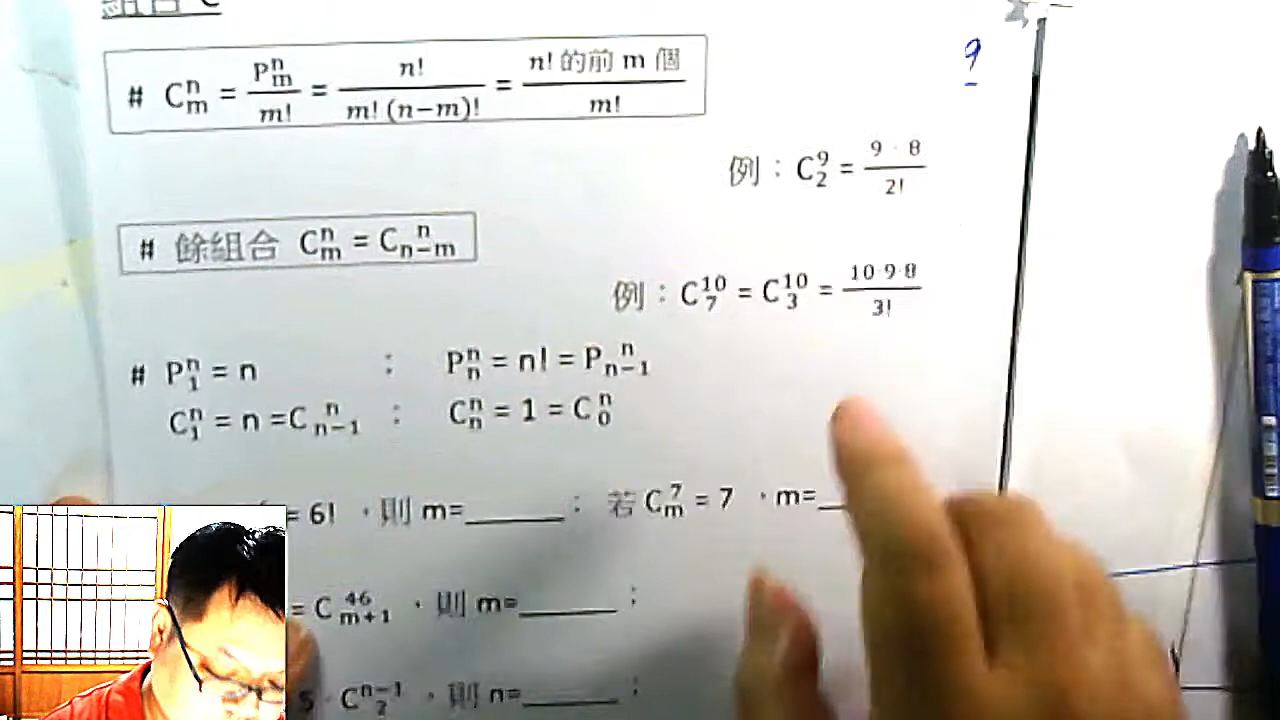 組合 C
# C^n_m = P^n_m / m! = n! / m! (n−m)! = n! 的前 m 個 / m!
9
例：C^9_2 = 9 · 8 / 2!
# 餘組合 C^n_m = C^n_{n−m}
例：C^10_7 = C^10_3 = 10·9·8 / 3!
# P^n_1 = n ； P^n_n = n! = P^n_{n−1}
C^n_1 = n = C^n_{n−1} ； C^n_n = 1 = C^n_0
= 6! ，則 m=______； 若 C^7_m = 7 ，m=_
= C^46_{m+1} ，則 m=______；
5 · C^{n−1}_2 ，則 n=______；